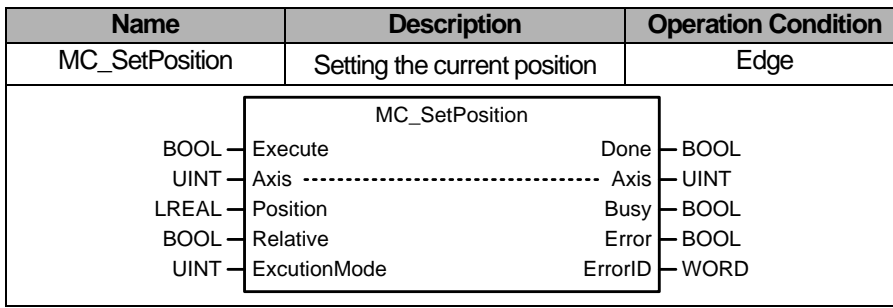 Name Description Operation Condition
MC_SetPosition Setting the current position Edge
MC_SetPosition
BOOL Execute Done BOOL
UINT Axis Axis UINT
LREAL Position Busy BOOL
BOOL Relative Error BOOL
UINT ExcutionMode ErrorID WORD